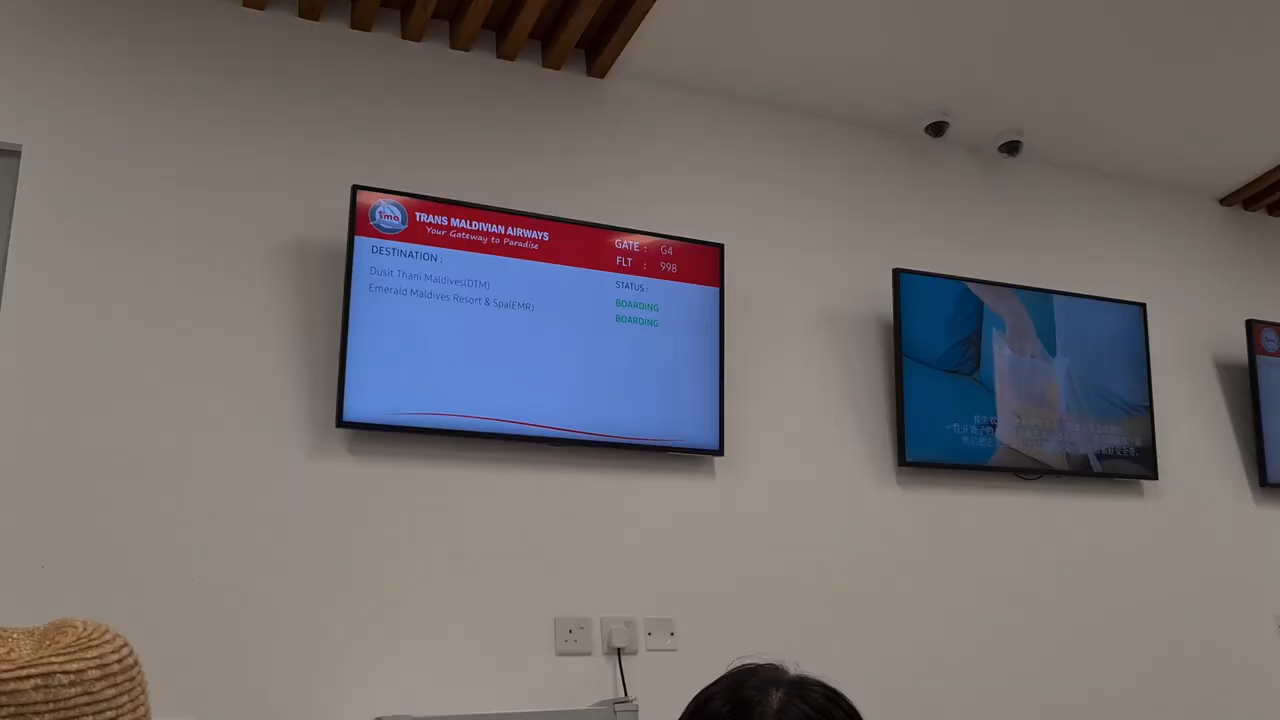 tma
TRANS MALDIVIAN AIRWAYS
Your Gateway to Paradise
GATE : G4
FLT : 998
DESTINATION :
STATUS :
Dusit Thani Maldives(DTM)
BOARDING
Emerald Maldives Resort & Spa(EMR)
BOARDING